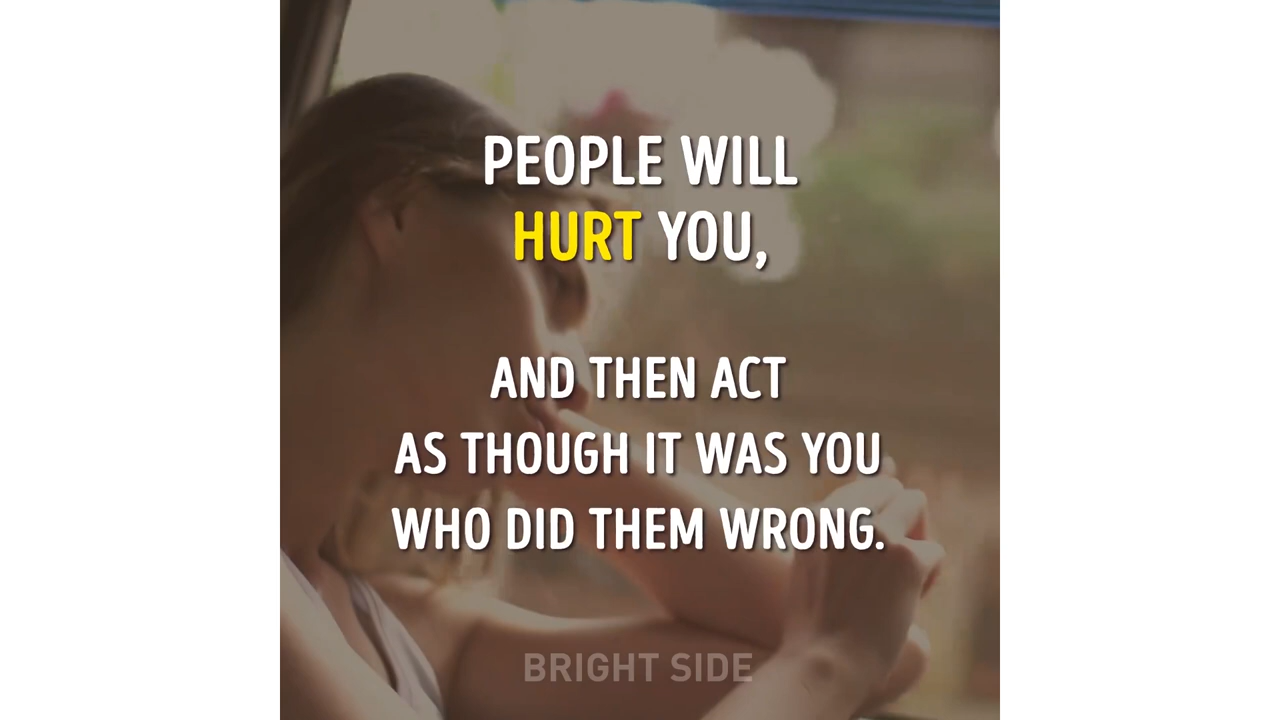 PEOPLE WILL
HURT YOU,
AND THEN ACT
AS THOUGH IT WAS YOU
WHO DID THEM WRONG.
BRIGHT SIDE